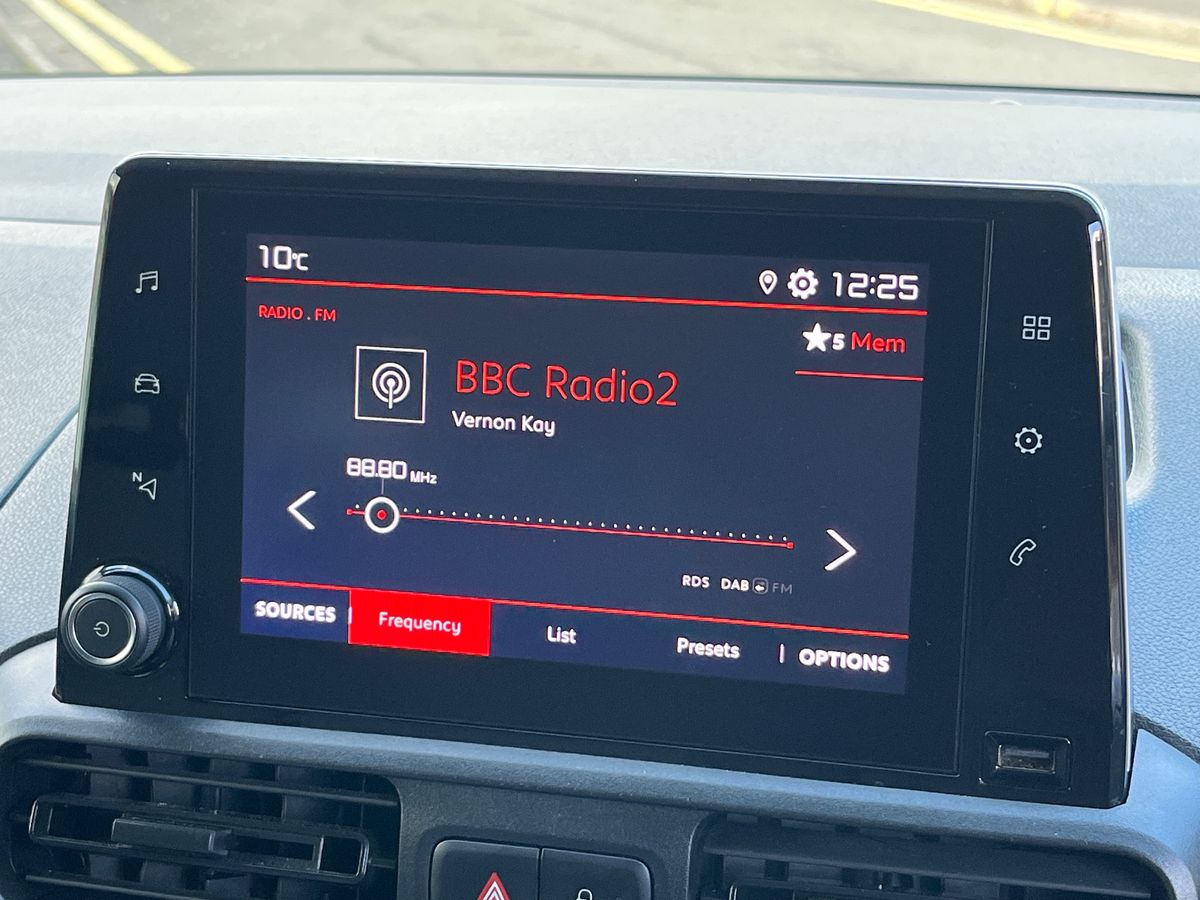 10°C
12:25
RADIO . FM
5 Mem
BBC Radio2
Vernon Kay
88.80 MHz
N
RDS DAB FM
SOURCES | Frequency List Presets | OPTIONS